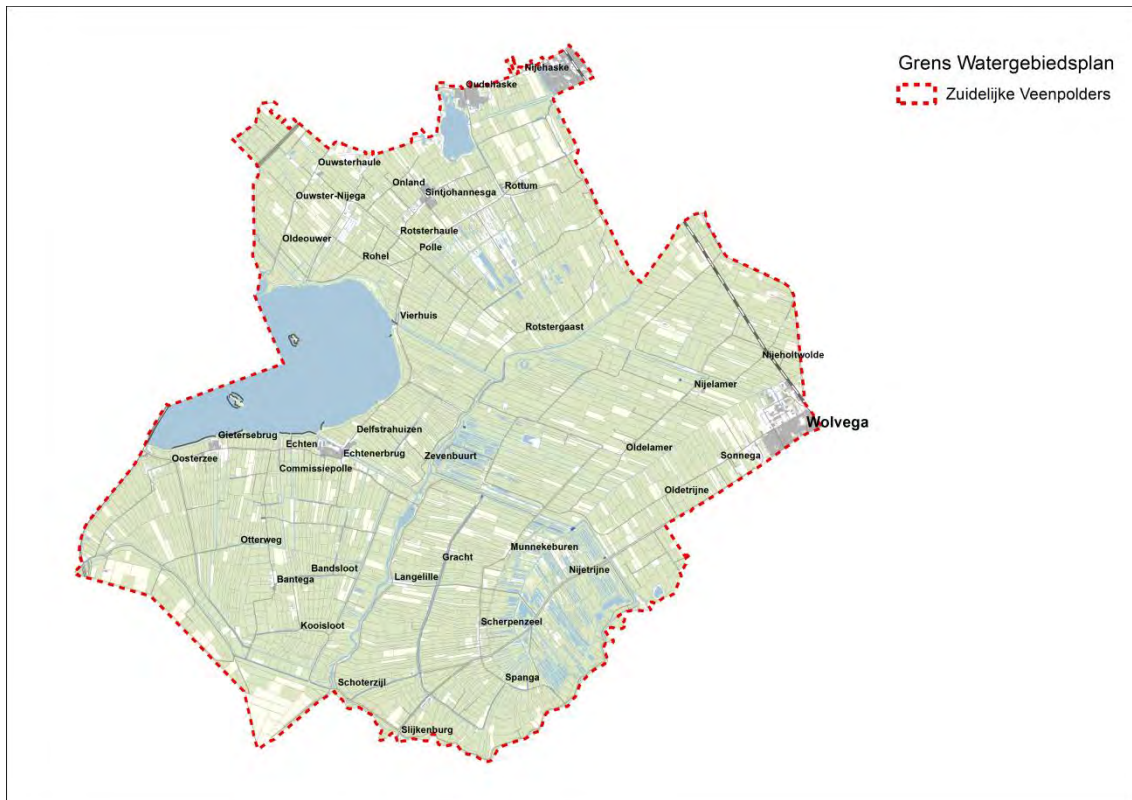 Grens Watergebiedsplan
Zuidelijke Veenpolders
Nijehaske
Oudehaske
Ouwsterhaule
Onland
Rottum
Ouwster-Nijega
Sintjohannesga
Rotsterhaule
Oldeouwer
Polle
Rohel
Vierhuis
Rotstergaast
Nijeholtwolde
Nijelamer
Wolvega
Delfstrahuizen
Gietersebrug
Echten
Oldelamer
Echtenerbrug
Zevenbuurt
Sonnega
Oosterzee
Commissiepolle
Oldetrijne
Otterweg
Munnekeburen
Gracht
Bandsloot
Nijetrijne
Langelille
Bantega
Scherpenzeel
Kooisloot
Spanga
Schoterzijl
Slijkenburg